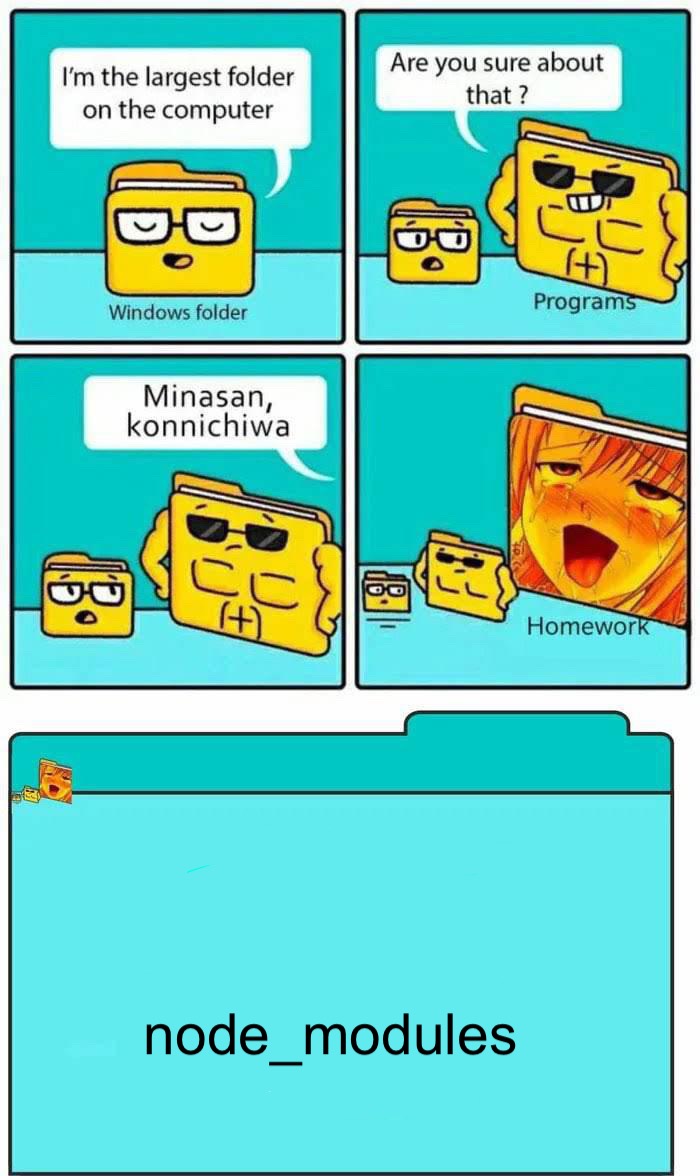 I'm the largest folder
on the computer
Windows folder
Are you sure about
that ?
Programs
Minasan,
konnichiwa
Homework
node_modules